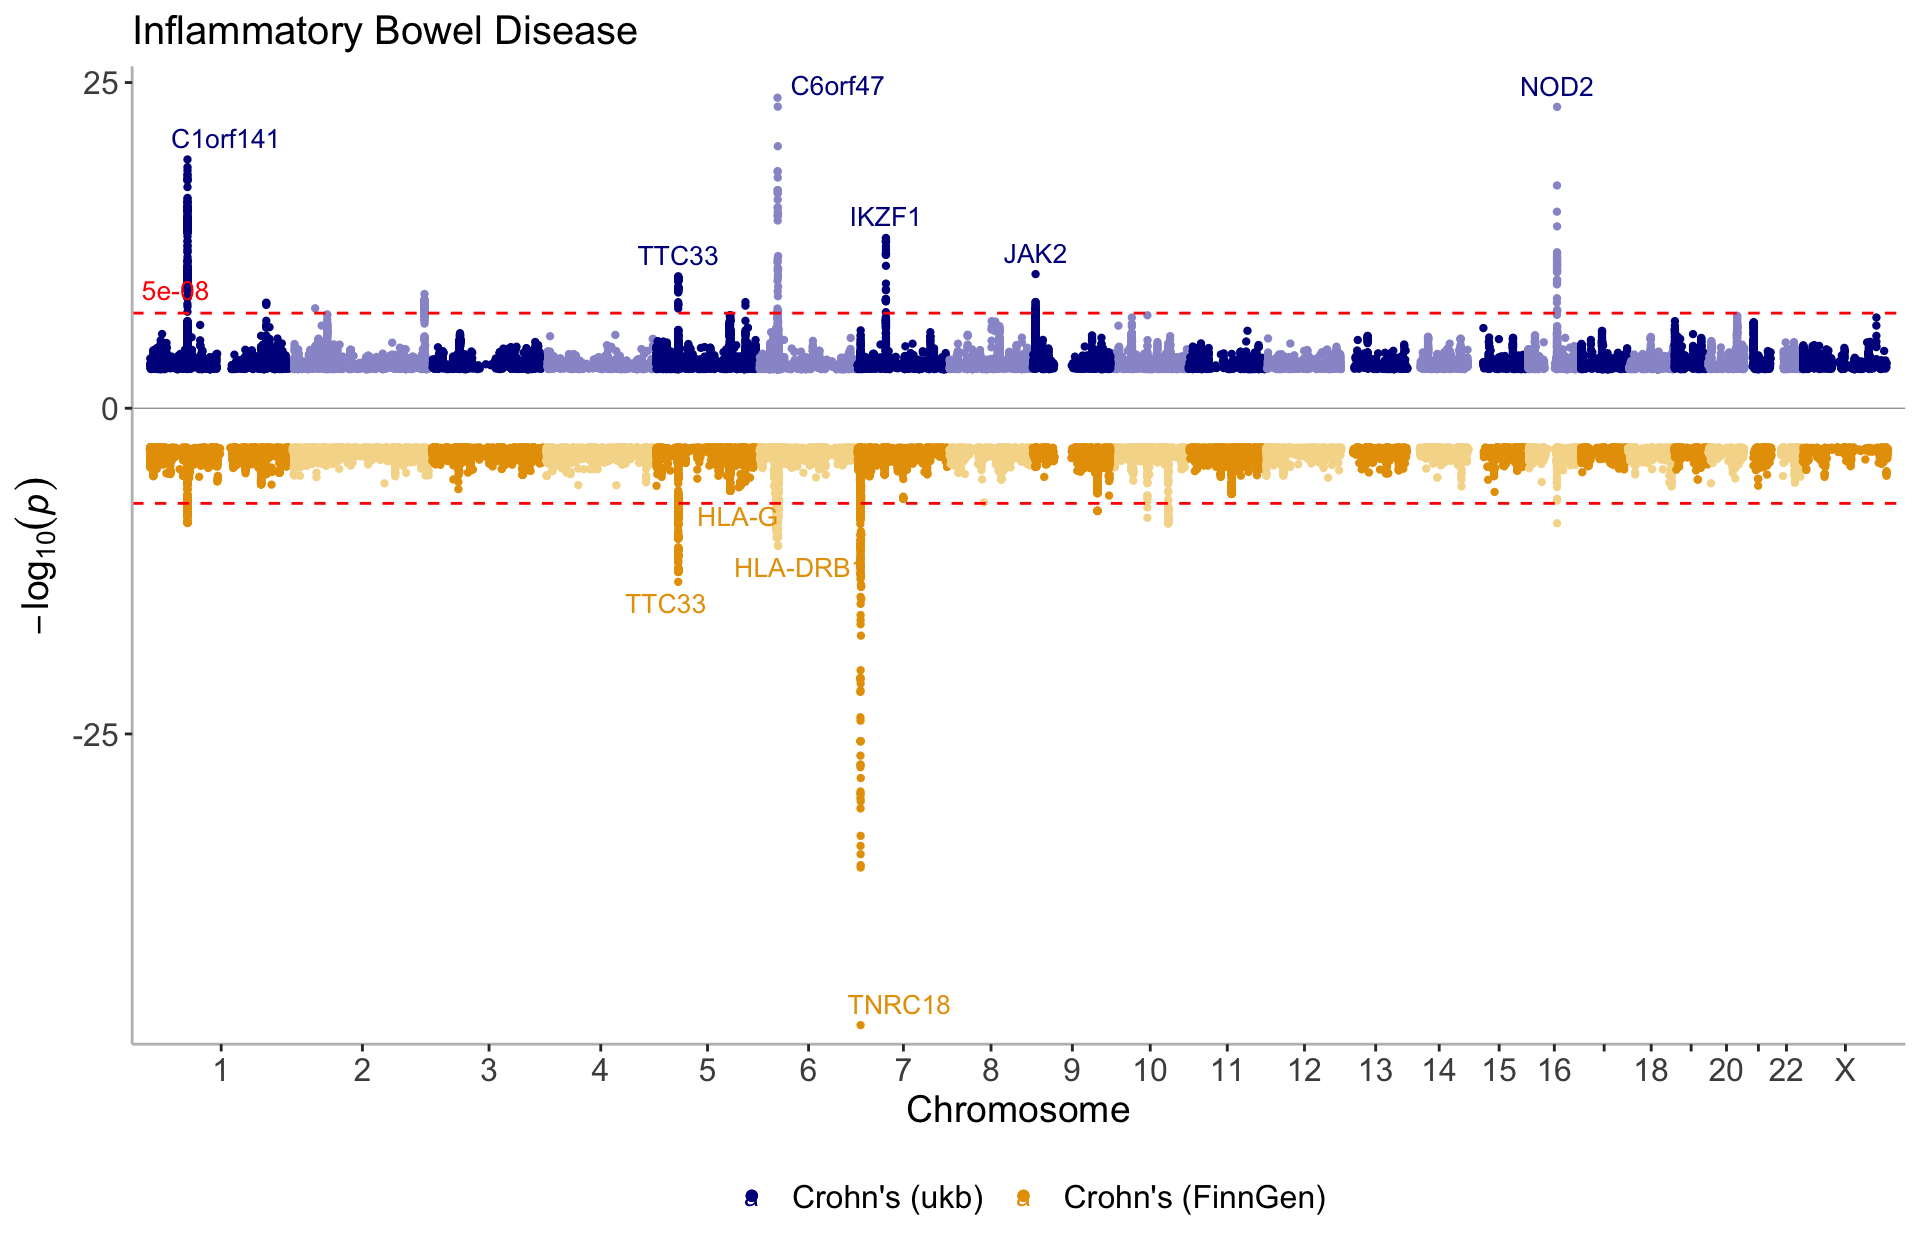 Inflammatory Bowel Disease
25
C6orf47
NOD2
C1orf141
IKZF1
TTC33
JAK2
5e-08
0
−log10(p)
HLA-G
HLA-DRB1
TTC33
-25
TNRC18
1 2 3 4 5 6 7 8 9 10 11 12 13 14 15 16 18 20 22 X
Chromosome
a Crohn's (ukb) a Crohn's (FinnGen)